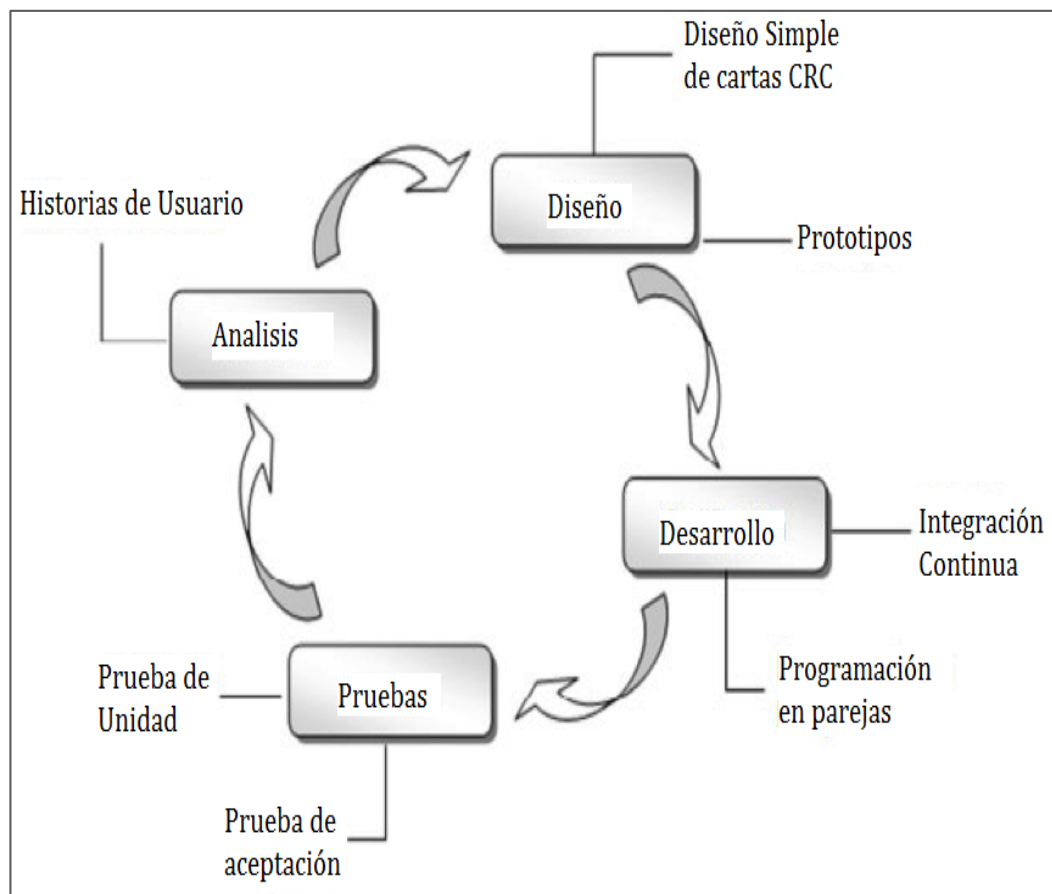 Diseño Simple
de cartas CRC
Diseño
Prototipos
Historias de Usuario
Analisis
Desarrollo
Integración
Continua
Programación
en parejas
Pruebas
Prueba de
Unidad
Prueba de
aceptación